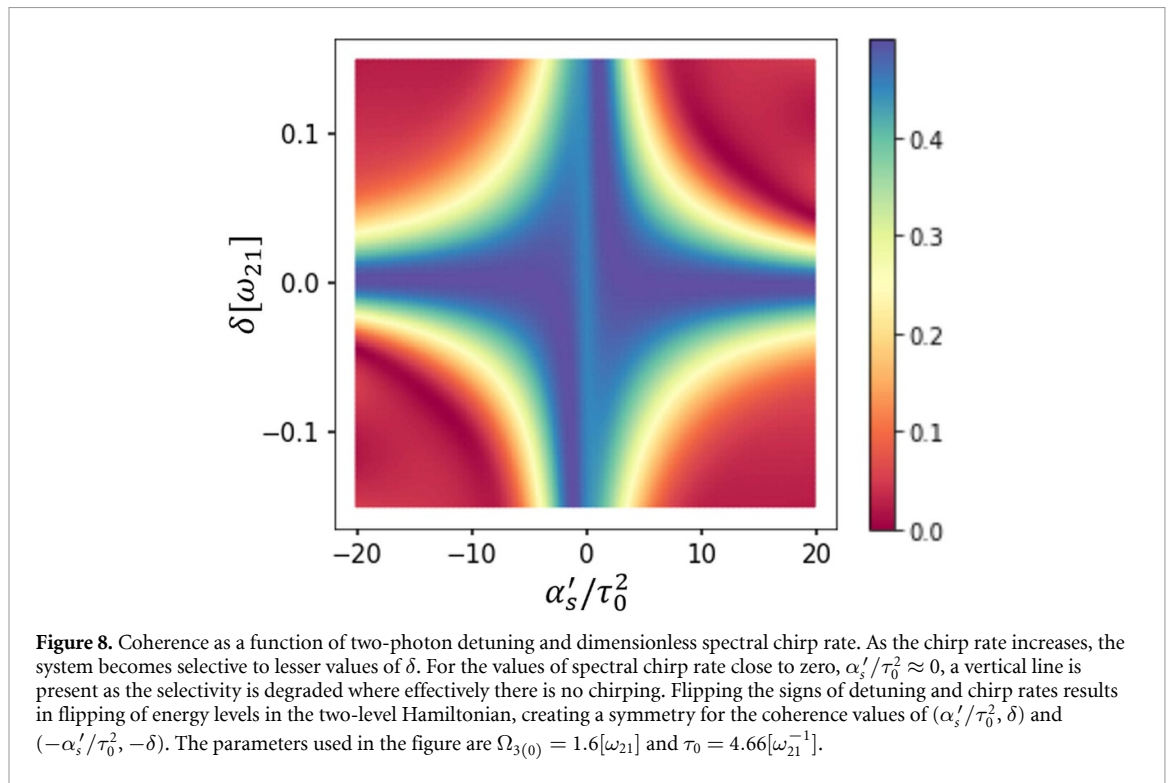 0.1
0.0
−0.1
δ[ω₂₁]
−20
−10
0
10
20
α′ₛ/τ₀²
0.4
0.3
0.2
0.1
0.0
Figure 8. Coherence as a function of two-photon detuning and dimensionless spectral chirp rate. As the chirp rate increases, the
system becomes selective to lesser values of δ. For the values of spectral chirp rate close to zero, α′ₛ/τ₀² ≈ 0, a vertical line is
present as the selectivity is degraded where effectively there is no chirping. Flipping the signs of detuning and chirp rates results
in flipping of energy levels in the two-level Hamiltonian, creating a symmetry for the coherence values of (α′ₛ/τ₀², δ) and
(−α′ₛ/τ₀², −δ). The parameters used in the figure are Ω₃₍₀₎ = 1.6[ω₂₁] and τ₀ = 4.66[ω₂₁⁻¹].